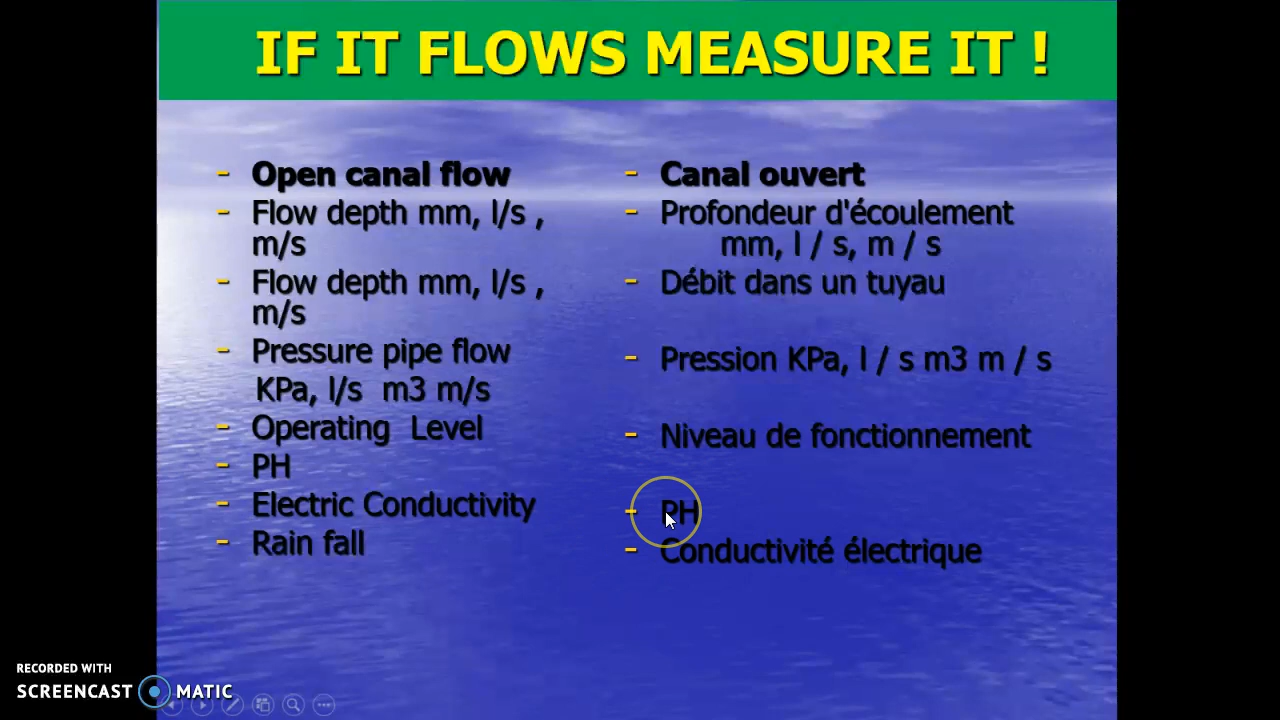 IF IT FLOWS MEASURE IT !
- Open canal flow
- Flow depth mm, l/s ,
m/s
- Flow depth mm, l/s ,
m/s
- Pressure pipe flow
KPa, l/s m3 m/s
- Operating Level
- PH
- Electric Conductivity
- Rain fall
- Canal ouvert
- Profondeur d'écoulement
mm, l / s, m / s
- Débit dans un tuyau
- Pression KPa, l / s m3 m / s
- Niveau de fonctionnement
- PH
- Conductivité électrique
RECORDED WITH
SCREENCAST MATIC